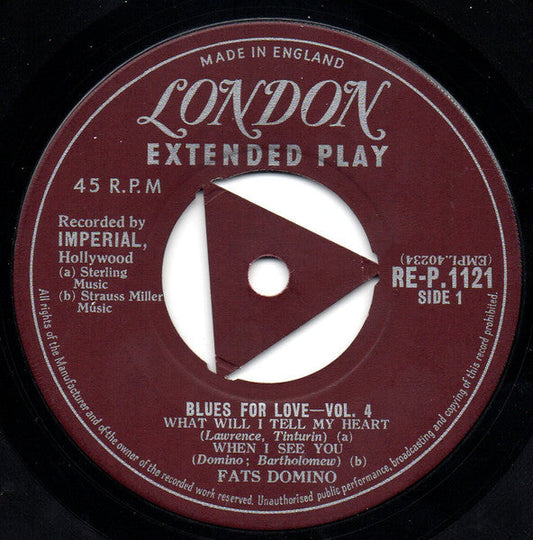 MADE IN ENGLAND
LONDON
EXTENDED PLAY
45 R.P.M
Recorded by
IMPERIAL,
Hollywood
(a) Sterling
Music
(b) Strauss Miller
Music
(EMPL.40234)
RE-P.1121
SIDE 1
BLUES FOR LOVE—VOL. 4
WHAT WILL I TELL MY HEART
(Lawrence, Tinturin) (a)
WHEN I SEE YOU
(Domino; Bartholomew) (b)
FATS DOMINO
All rights of the Manufacturer and of the owner of the recorded work reserved. Unauthorised public performance, broadcasting and copying of this record prohibited.